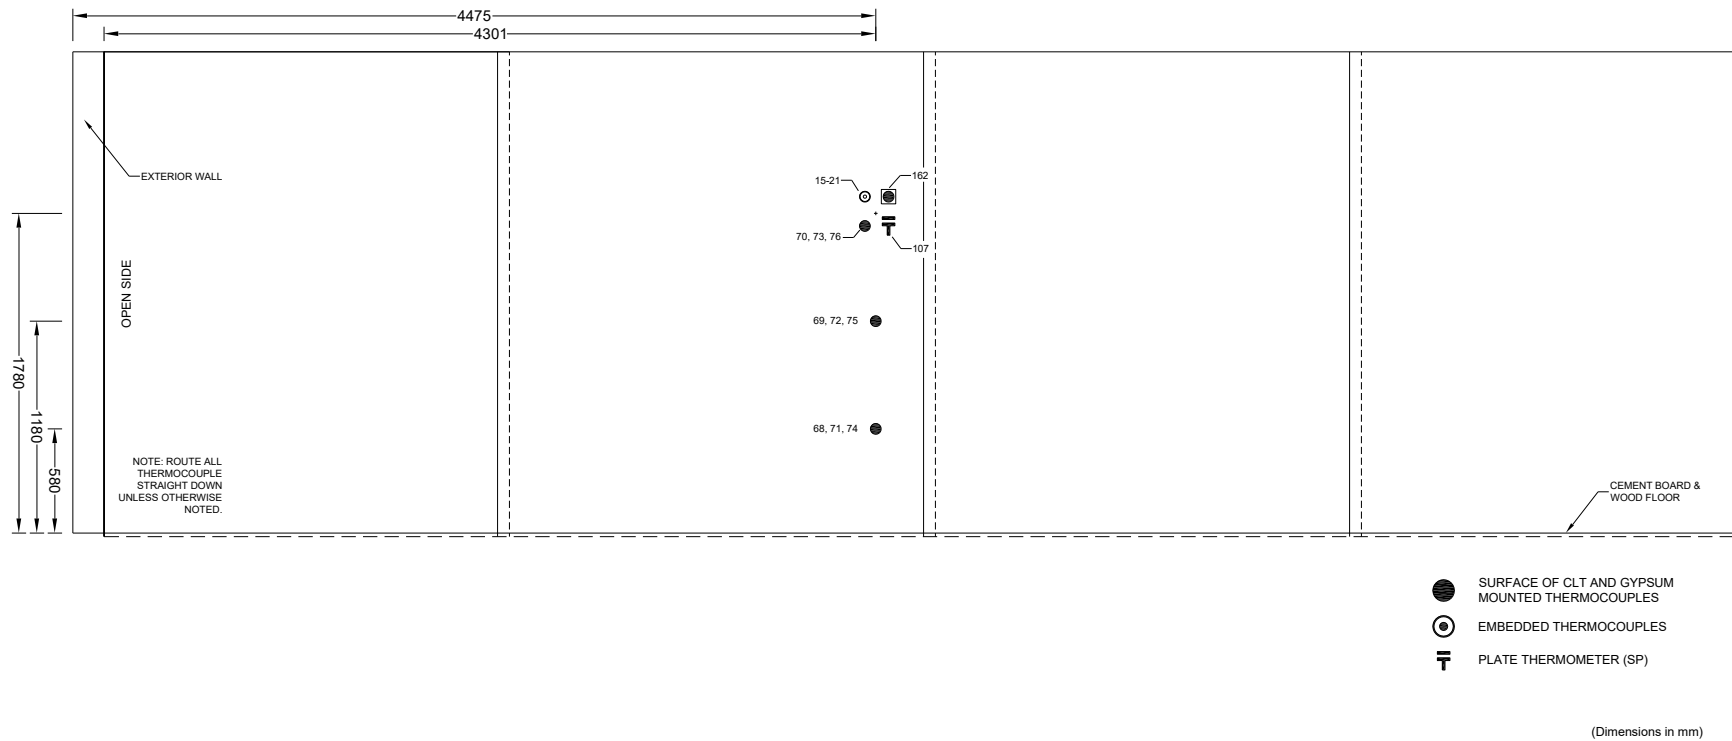 4475
4301
EXTERIOR WALL
15-21
162
70, 73, 76
107
OPEN SIDE
69, 72, 75
1780
1180
580
68, 71, 74
NOTE: ROUTE ALL
THERMOCOUPLE
STRAIGHT DOWN
UNLESS OTHERWISE
NOTED.
CEMENT BOARD &
WOOD FLOOR
SURFACE OF CLT AND GYPSUM
MOUNTED THERMOCOUPLES
EMBEDDED THERMOCOUPLES
PLATE THERMOMETER (SP)
(Dimensions in mm)